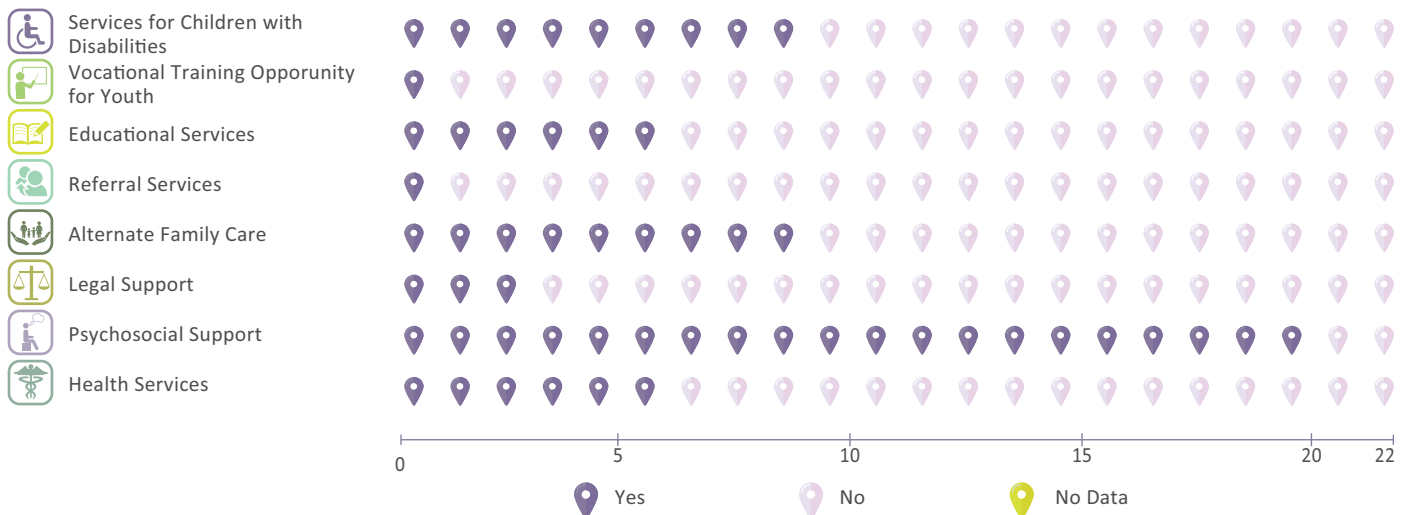 Services for Children with
Disabilities
Vocational Training Opporunity
for Youth
Educational Services
Referral Services
Alternate Family Care
Legal Support
Psychosocial Support
Health Services
0 5 10 15 20 22
Yes No No Data